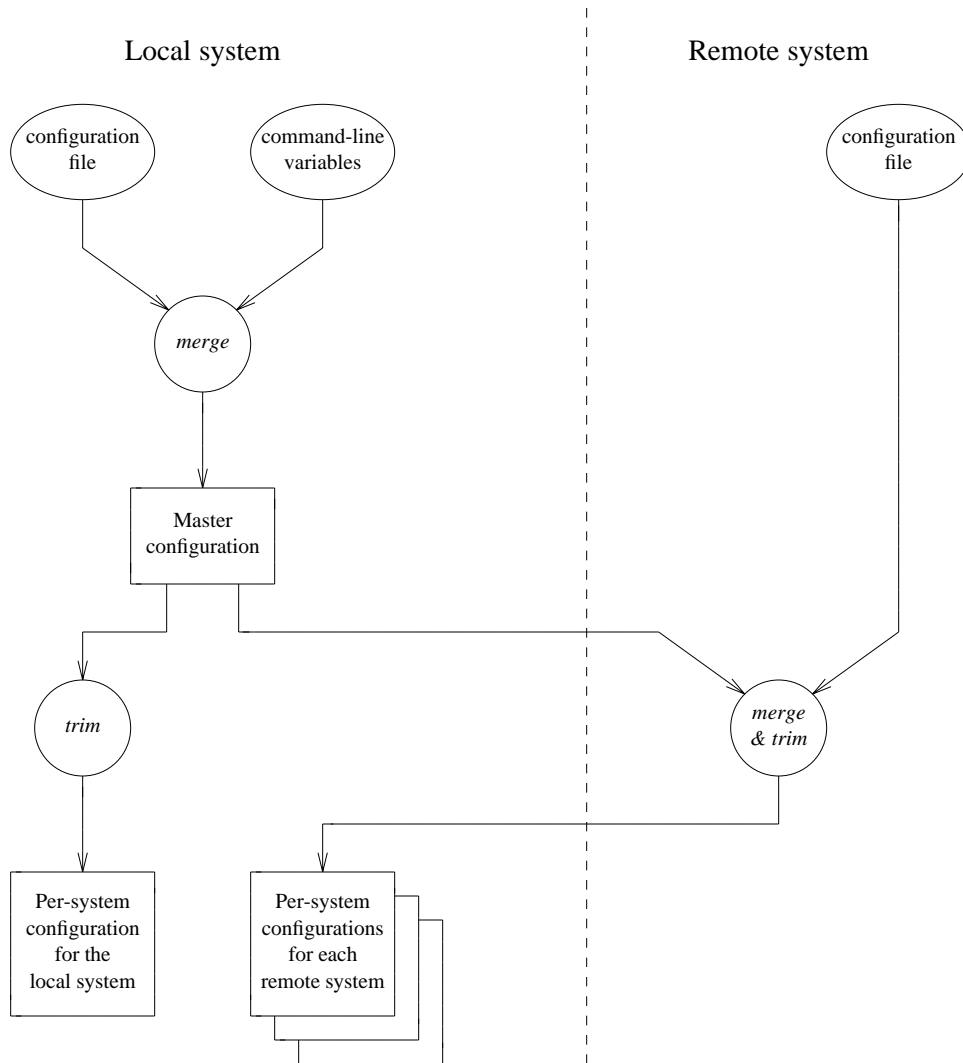 Local system
Remote system
configuration
file
command-line
variables
configuration
file
merge
Master
configuration
trim
merge
& trim
Per-system
configuration
for the
local system
Per-system
configurations
for each
remote system